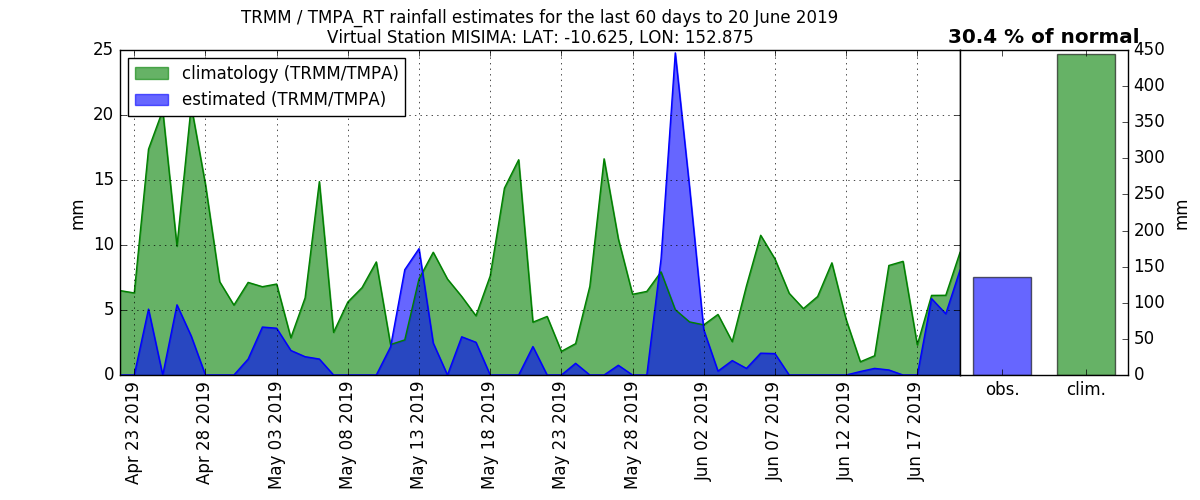 TRMM / TMPA_RT rainfall estimates for the last 60 days to 20 June 2019
Virtual Station MISIMA: LAT: -10.625, LON: 152.875
30.4 % of normal
climatology (TRMM/TMPA)
estimated (TRMM/TMPA)
25
20
15
10
5
0
mm
450
400
350
300
250
200
150
100
50
0
mm
Apr 23 2019
Apr 28 2019
May 03 2019
May 08 2019
May 13 2019
May 18 2019
May 23 2019
May 28 2019
Jun 02 2019
Jun 07 2019
Jun 12 2019
Jun 17 2019
obs.
clim.